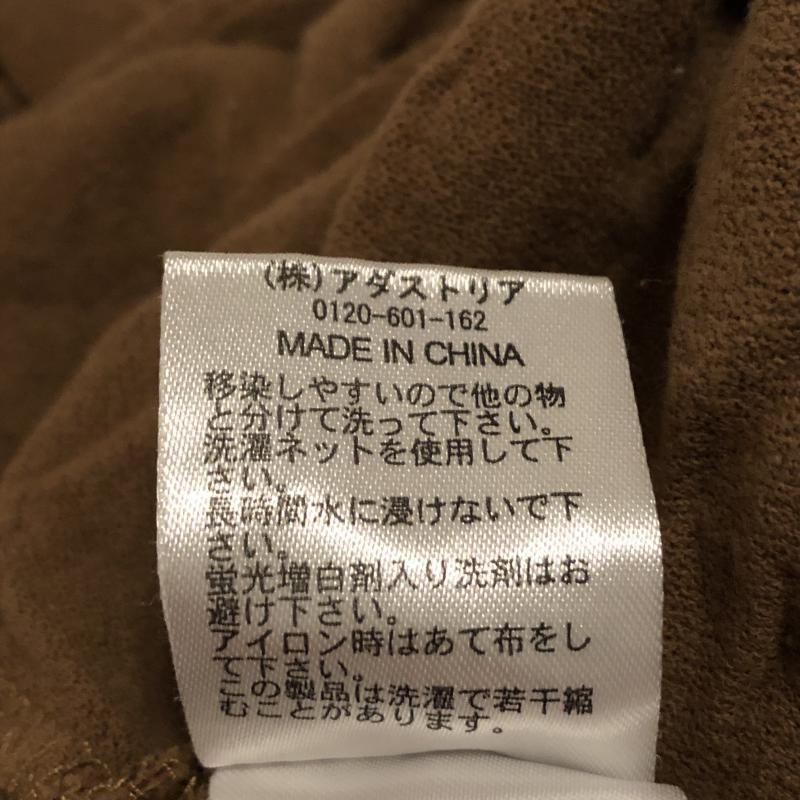 (株)アダストリア
0120-601-162
MADE IN CHINA
移染しやすいので他の物
と分けて洗って下さい。
洗濯ネットを使用して下
さい。
長時間水に浸けないで下
さい。
蛍光増白剤入り洗剤はお
避け下さい。
アイロン時はあて布をし
て下さい。
この製品は洗濯で若干縮
むことがあります。